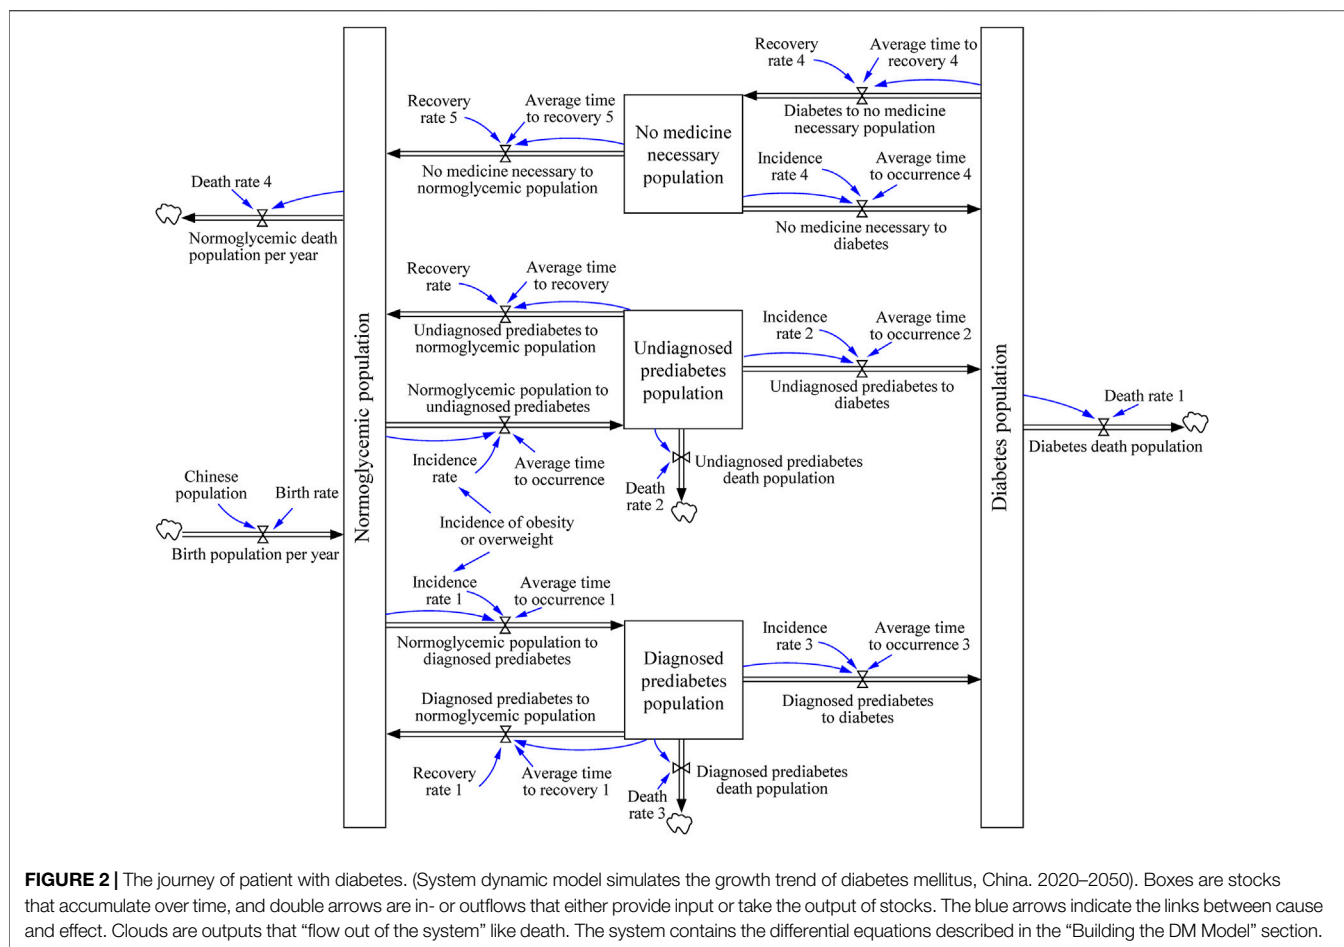 Recovery
rate 4
Average time to
recovery 4
Diabetes to no medicine
necessary population
Recovery
rate 5
Average time
to recovery 5
No medicine necessary to
normoglycemic population
No medicine
necessary
population
Incidence
rate 4
Average time
to occurrence 4
No medicine necessary to
diabetes
Death rate 4
Normoglycemic death
population per year
Recovery
rate
Average time
to recovery
Undiagnosed prediabetes to
normoglycemic population
Normoglycemic population
Undiagnosed
prediabetes
population
Incidence
rate 2
Average time
to occurrence 2
Undiagnosed prediabetes to
diabetes
Diabetes population
Normoglycemic population to
undiagnosed prediabetes
Incidence
rate
Average time
to occurrence
Death rate 1
Diabetes death population
Undiagnosed prediabetes
death population
Death
rate 2
Chinese
population
Birth rate
Birth population per year
Incidence of obesity
or overweight
Incidence
rate 1
Average time
to occurrence 1
Normoglycemic population to
diagnosed prediabetes
Diagnosed
prediabetes
population
Incidence
rate 3
Average time
to occurrence 3
Diagnosed prediabetes
to diabetes
Diagnosed prediabetes to
normoglycemic population
Recovery
rate 1
Average time
to recovery 1
Death
rate 3
Diagnosed prediabetes
death population
FIGURE 2 | The journey of patient with diabetes. (System dynamic model simulates the growth trend of diabetes mellitus, China. 2020–2050). Boxes are stocks
that accumulate over time, and double arrows are in- or outflows that either provide input or take the output of stocks. The blue arrows indicate the links between cause
and effect. Clouds are outputs that “flow out of the system” like death. The system contains the differential equations described in the “Building the DM Model” section.